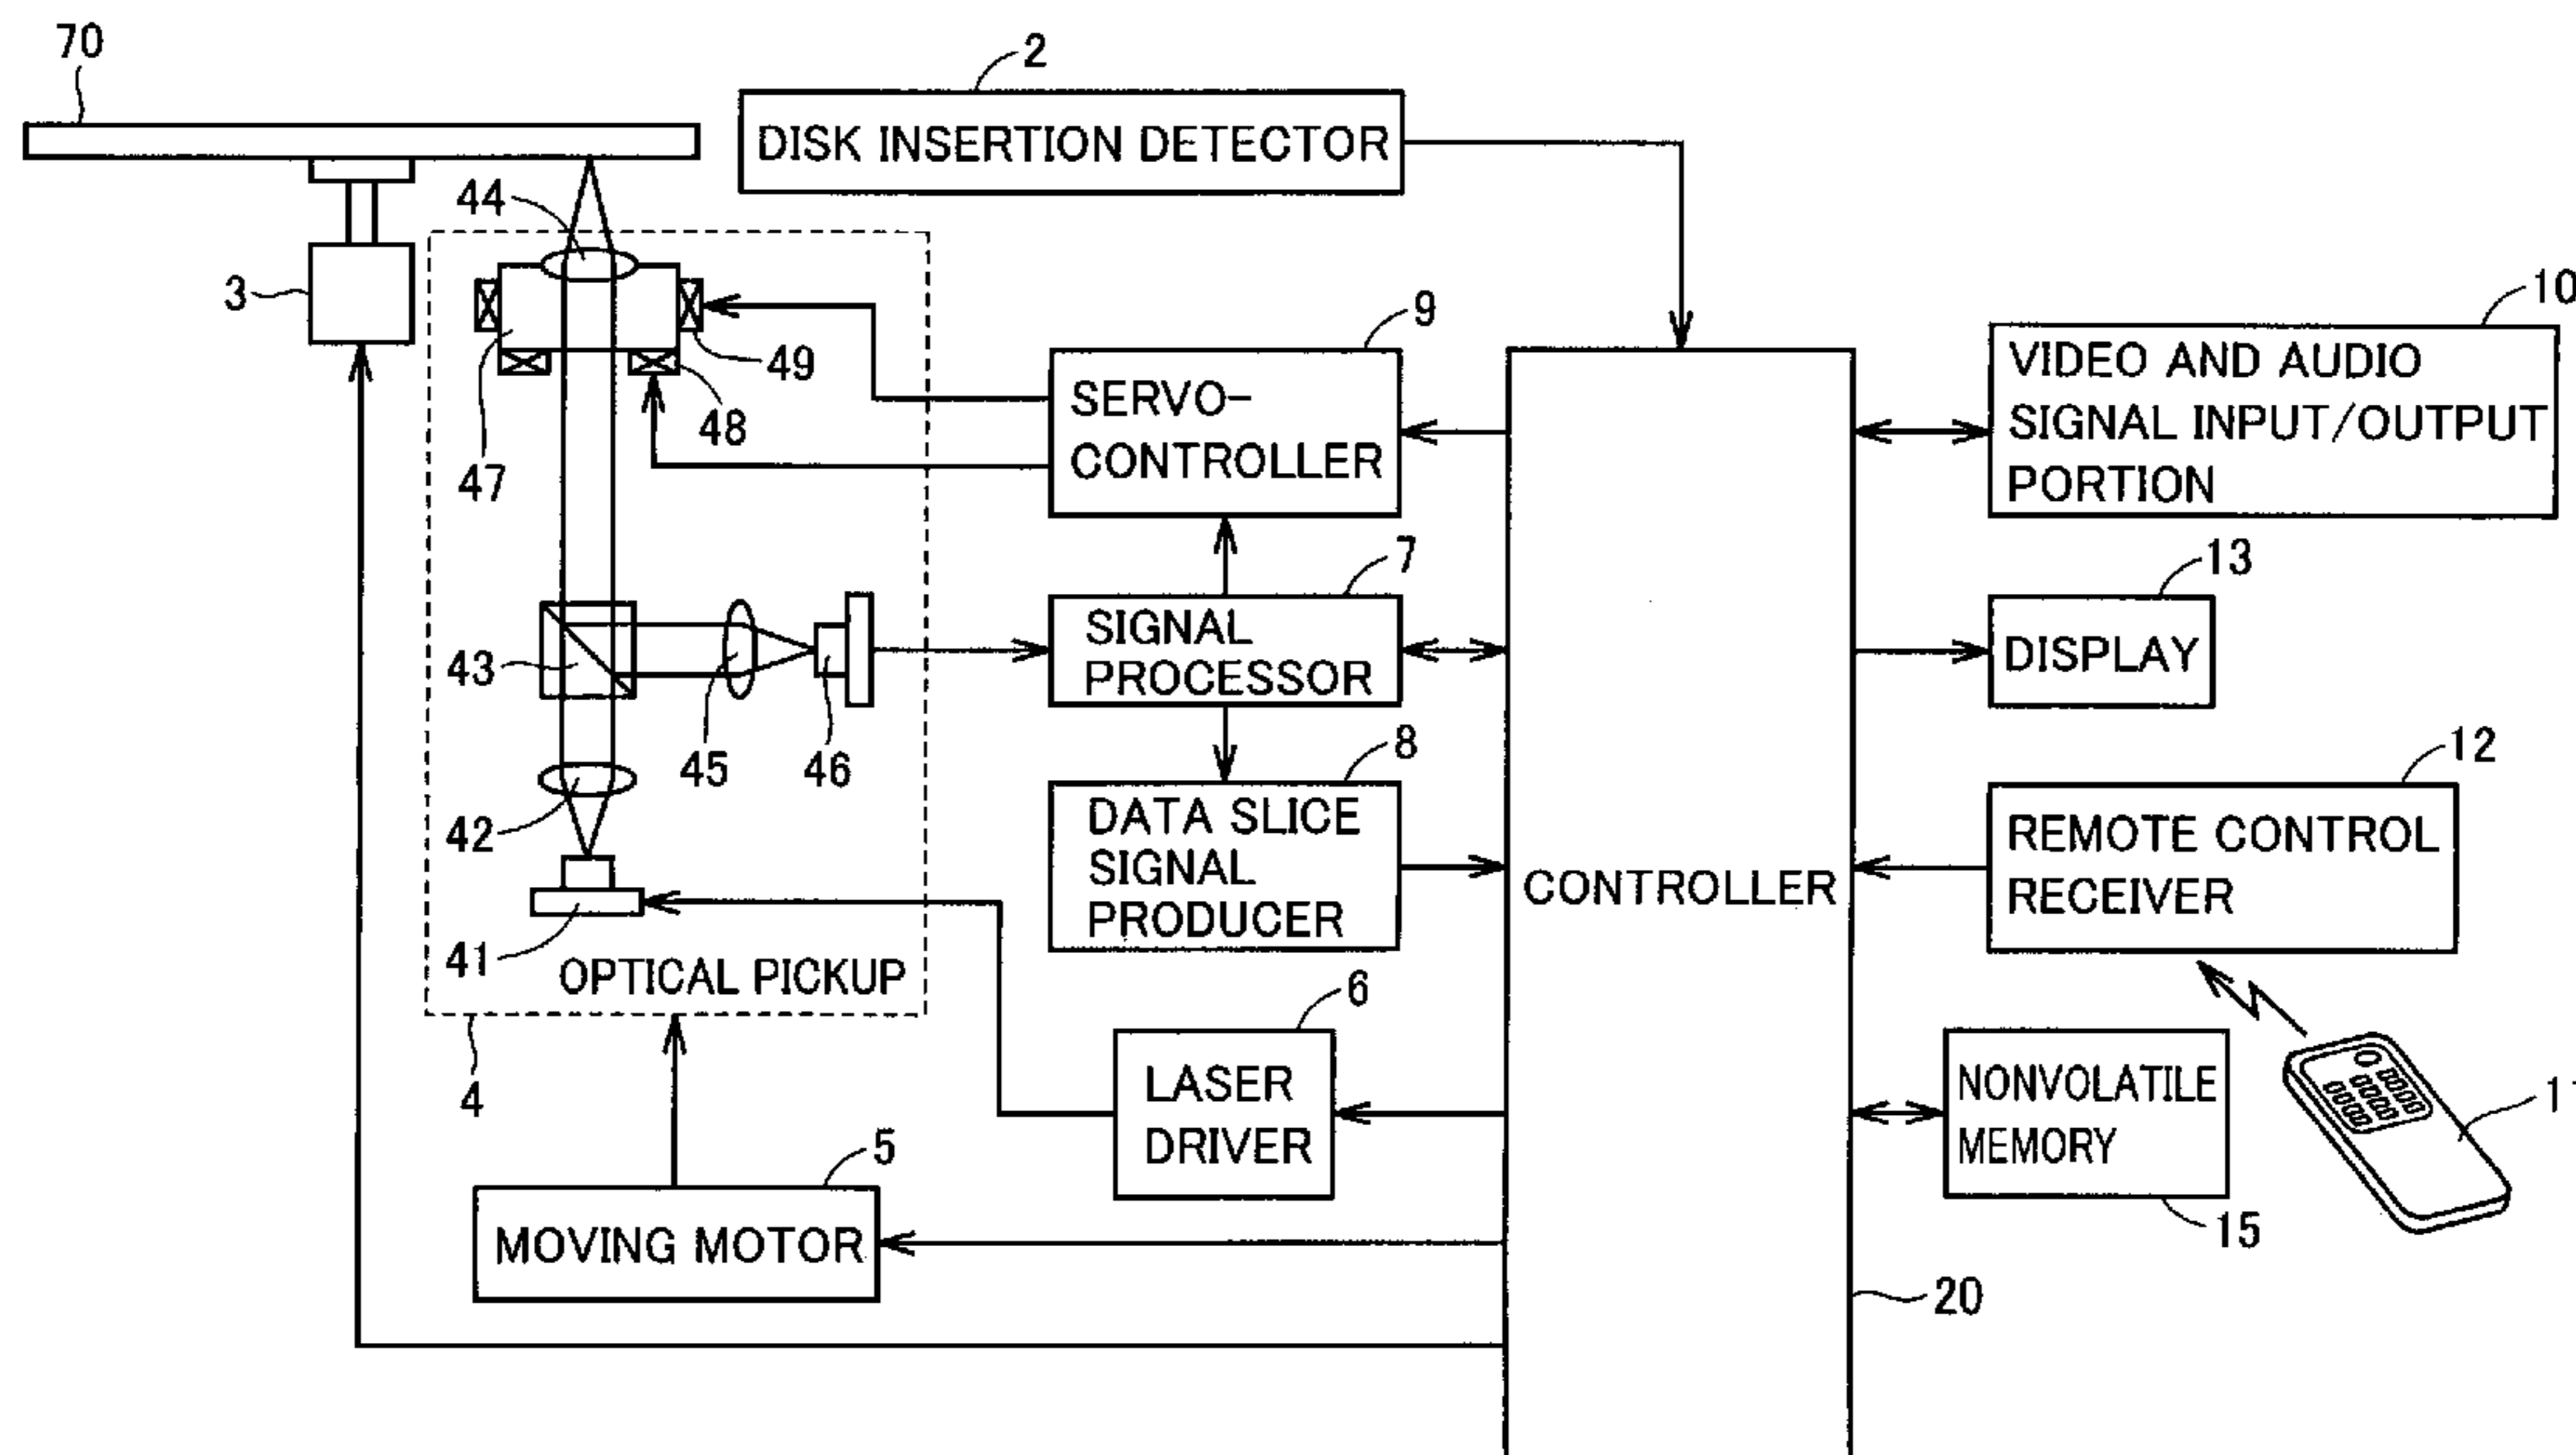 70
2
DISK INSERTION DETECTOR
44
3
49
48
47
9
SERVO-
CONTROLLER
10
VIDEO AND AUDIO
SIGNAL INPUT/OUTPUT
PORTION
7
SIGNAL
PROCESSOR
13
DISPLAY
43
45
46
8
DATA SLICE
SIGNAL
PRODUCER
CONTROLLER
12
REMOTE CONTROL
RECEIVER
42
41
OPTICAL PICKUP
4
6
LASER
DRIVER
NONVOLATILE
MEMORY
15
5
MOVING MOTOR
20